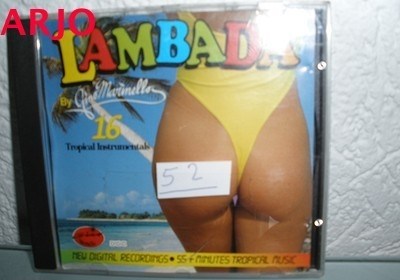 ARJO
LAMBADA
By Gino Marinello
16
Tropical Instrumentals
52
NEW DIGITAL RECORDINGS • 55+ MINUTES TROPICAL MUSIC